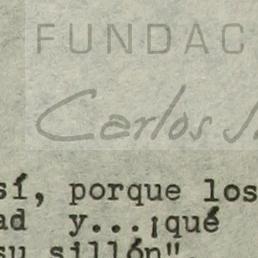 FUNDAC
Carlos
sí, porque los
ad y...¡qué
su sillón".